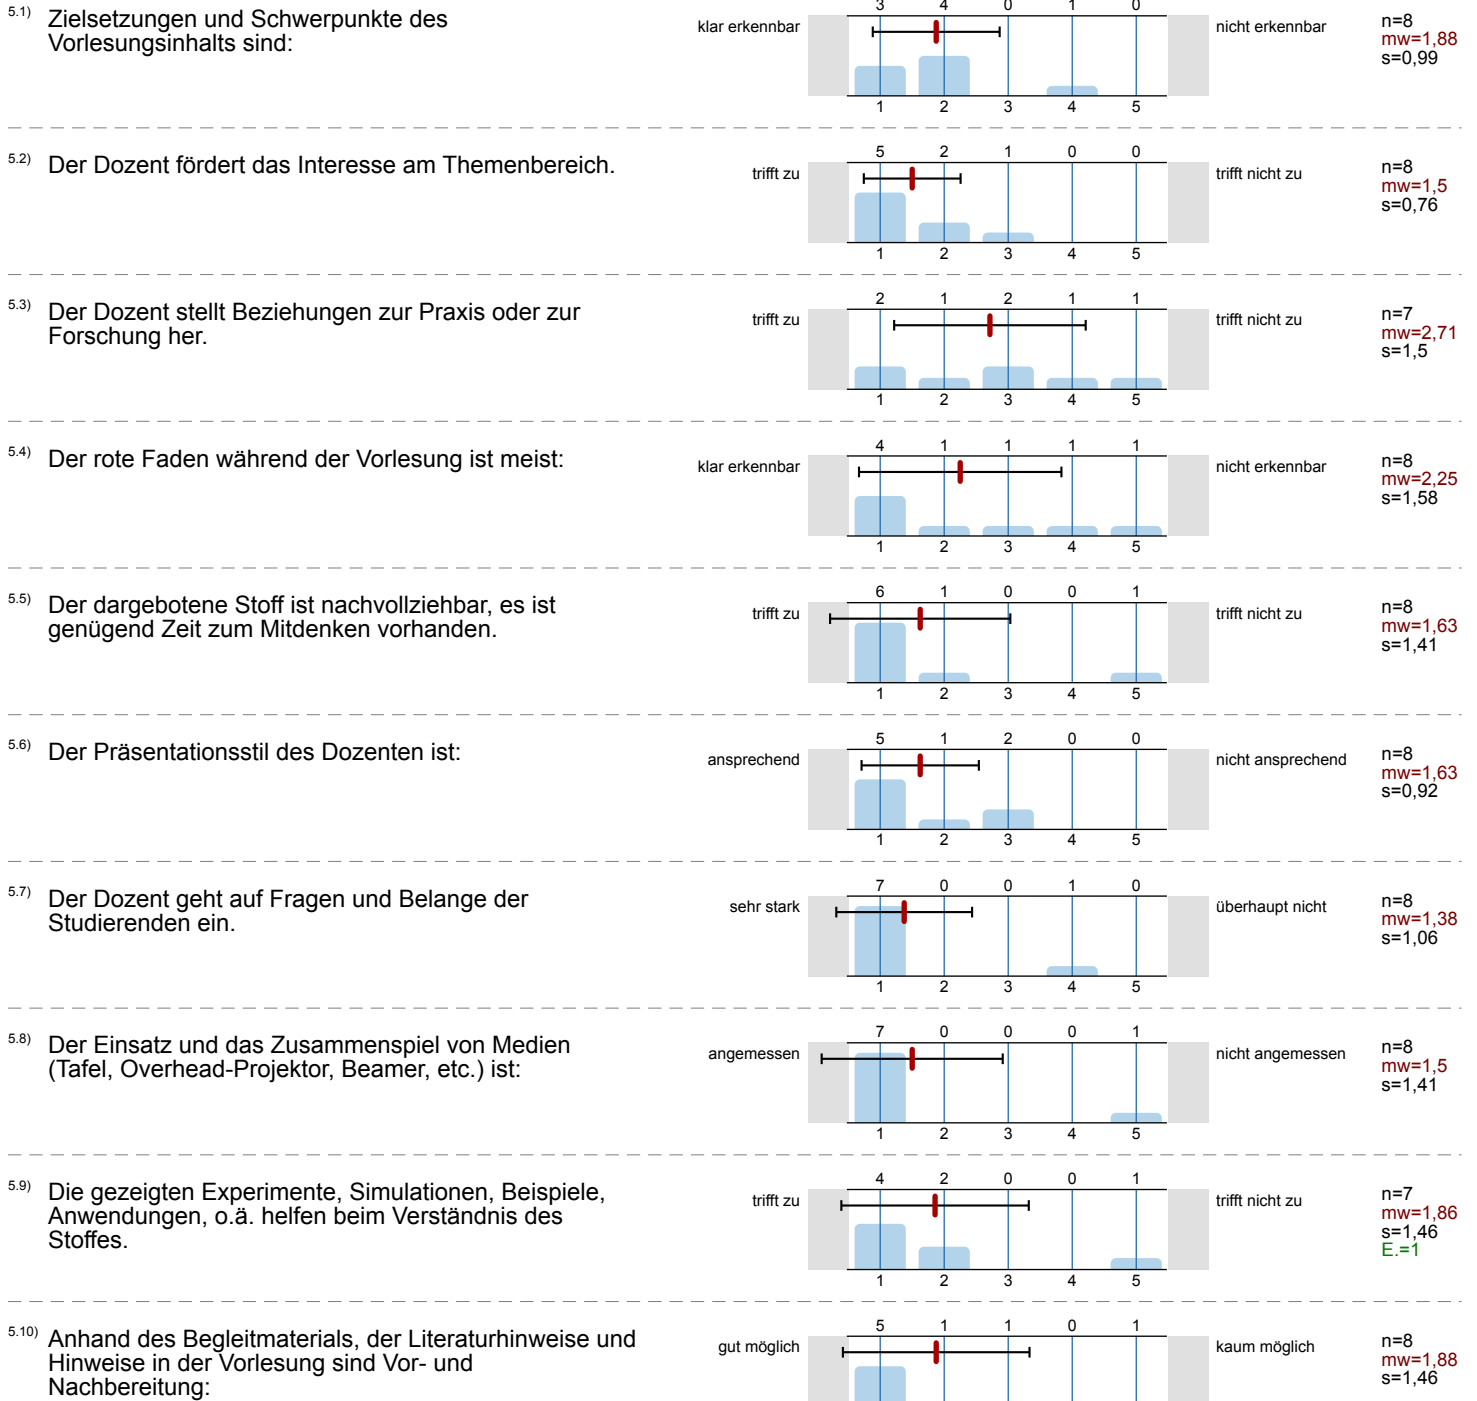 5.1) Zielsetzungen und Schwerpunkte des
Vorlesungsinhalts sind:
3 4 0 1 0
klar erkennbar
nicht erkennbar
n=8
mw=1,88
s=0,99
1 2 3 4 5
5.2) Der Dozent fördert das Interesse am Themenbereich.
5 2 1 0 0
trifft zu
trifft nicht zu
n=8
mw=1,5
s=0,76
1 2 3 4 5
5.3) Der Dozent stellt Beziehungen zur Praxis oder zur
Forschung her.
2 1 2 1 1
trifft zu
trifft nicht zu
n=7
mw=2,71
s=1,5
1 2 3 4 5
5.4) Der rote Faden während der Vorlesung ist meist:
4 1 1 1 1
klar erkennbar
nicht erkennbar
n=8
mw=2,25
s=1,58
1 2 3 4 5
5.5) Der dargebotene Stoff ist nachvollziehbar, es ist
genügend Zeit zum Mitdenken vorhanden.
6 1 0 0 1
trifft zu
trifft nicht zu
n=8
mw=1,63
s=1,41
1 2 3 4 5
5.6) Der Präsentationsstil des Dozenten ist:
5 1 2 0 0
ansprechend
nicht ansprechend
n=8
mw=1,63
s=0,92
1 2 3 4 5
5.7) Der Dozent geht auf Fragen und Belange der
Studierenden ein.
7 0 0 1 0
sehr stark
überhaupt nicht
n=8
mw=1,38
s=1,06
1 2 3 4 5
5.8) Der Einsatz und das Zusammenspiel von Medien
(Tafel, Overhead-Projektor, Beamer, etc.) ist:
7 0 0 0 1
angemessen
nicht angemessen
n=8
mw=1,5
s=1,41
1 2 3 4 5
5.9) Die gezeigten Experimente, Simulationen, Beispiele,
Anwendungen, o.ä. helfen beim Verständnis des
Stoffes.
4 2 0 0 1
trifft zu
trifft nicht zu
n=7
mw=1,86
s=1,46
E.=1
1 2 3 4 5
5.10) Anhand des Begleitmaterials, der Literaturhinweise und
Hinweise in der Vorlesung sind Vor- und
Nachbereitung:
5 1 1 0 1
gut möglich
kaum möglich
n=8
mw=1,88
s=1,46